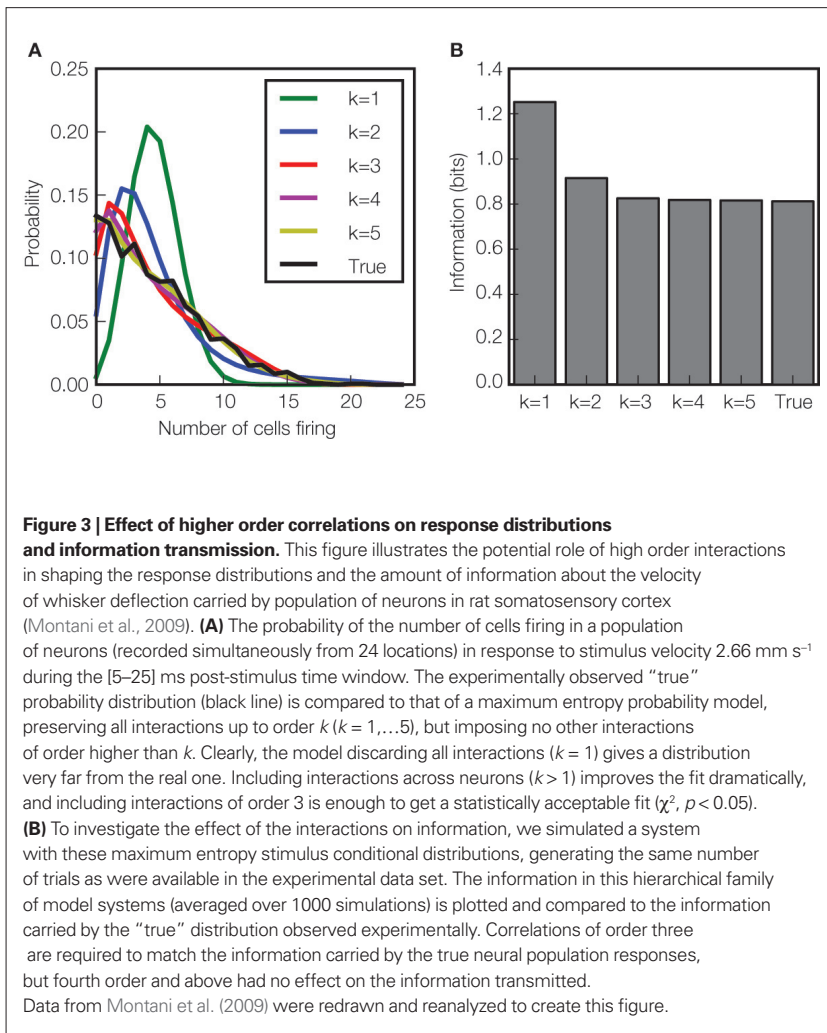 A
0.25
0.20
0.15
0.10
0.05
0.00
Probability
0
5
10
15
20
25
Number of cells firing
k=1
k=2
k=3
k=4
k=5
True
B
1.4
1.2
1.0
0.8
0.6
0.4
0.2
0.0
Information (bits)
k=1
k=2
k=3
k=4
k=5
True
Figure 3 | Effect of higher order correlations on response distributions
and information transmission. This figure illustrates the potential role of high order interactions
in shaping the response distributions and the amount of information about the velocity
of whisker deflection carried by population of neurons in rat somatosensory cortex
(Montani et al., 2009). (A) The probability of the number of cells firing in a population
of neurons (recorded simultaneously from 24 locations) in response to stimulus velocity 2.66 mm s⁻¹
during the [5–25] ms post-stimulus time window. The experimentally observed “true”
probability distribution (black line) is compared to that of a maximum entropy probability model,
preserving all interactions up to order k (k = 1,…5), but imposing no other interactions
of order higher than k. Clearly, the model discarding all interactions (k = 1) gives a distribution
very far from the real one. Including interactions across neurons (k > 1) improves the fit dramatically,
and including interactions of order 3 is enough to get a statistically acceptable fit (χ², p < 0.05).
(B) To investigate the effect of the interactions on information, we simulated a system
with these maximum entropy stimulus conditional distributions, generating the same number
of trials as were available in the experimental data set. The information in this hierarchical family
of model systems (averaged over 1000 simulations) is plotted and compared to the information
carried by the “true” distribution observed experimentally. Correlations of order three
are required to match the information carried by the true neural population responses,
but fourth order and above had no effect on the information transmitted.
Data from Montani et al. (2009) were redrawn and reanalyzed to create this figure.